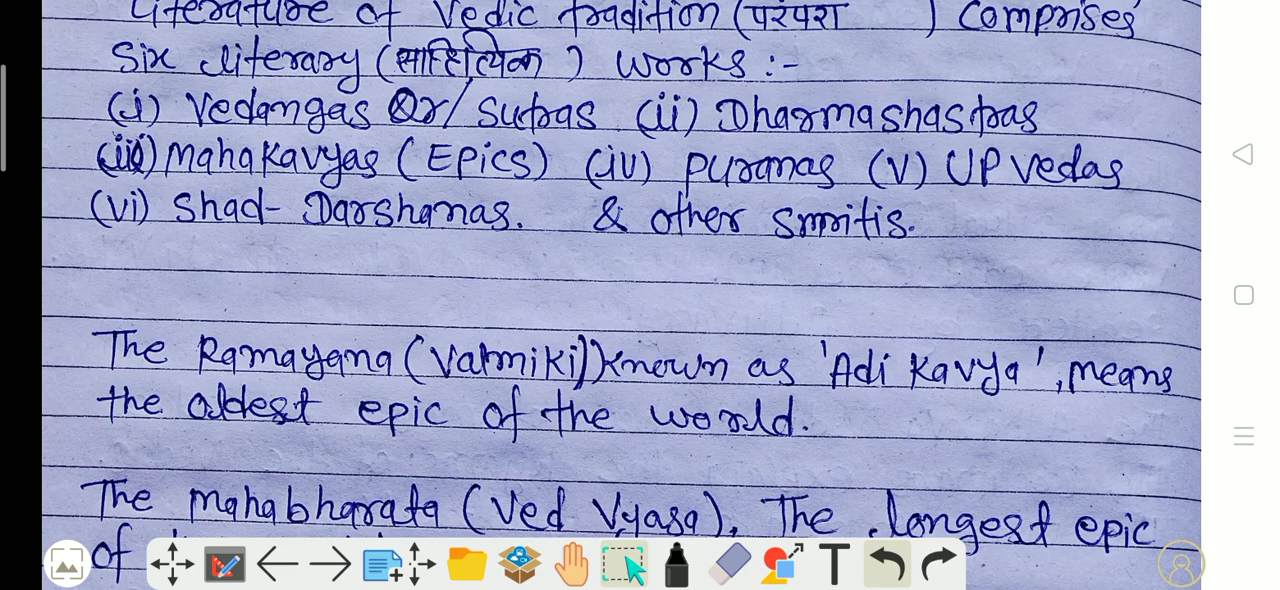 Literature of Vedic tradition (परंपरा ) Comprises
Six literary (साहित्यिक ) works :-
(i) Vedangas Or/ Sutras (ii) Dharmashastras
(iii) Mahakavyas (Epics) (iv) Puranas (V) UP Vedas
(vi) Shad- Darshanas. & other Smritis.
The Ramayana (Valmiki) known as 'Adi Kavya', means
the oldest epic of the world.
The Mahabharata (Ved Vyasa), The longest epic
of
T